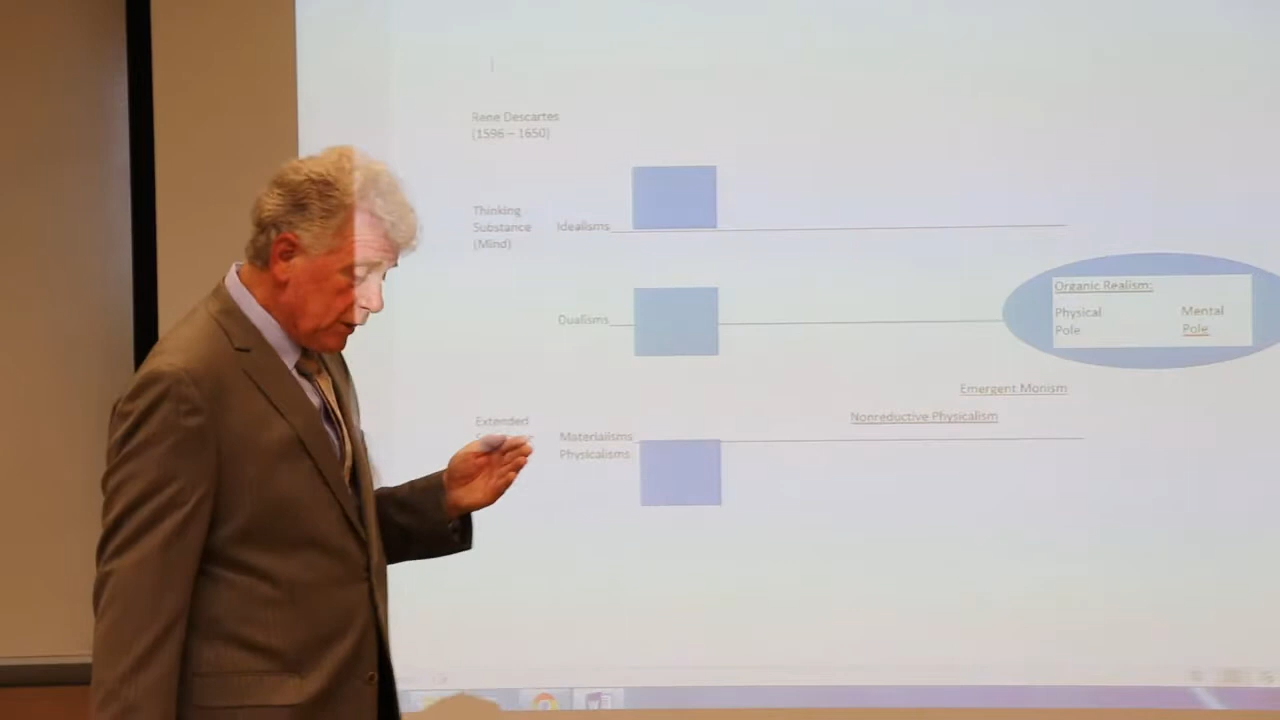 Rene Descartes
(1596 – 1650)
Thinking
Substance
(Mind)
Idealisms
Dualisms
Organic Realism:
Physical
Pole
Mental
Pole
Emergent Monism
Nonreductive Physicalism
Extended
Materialisms
Physicalisms